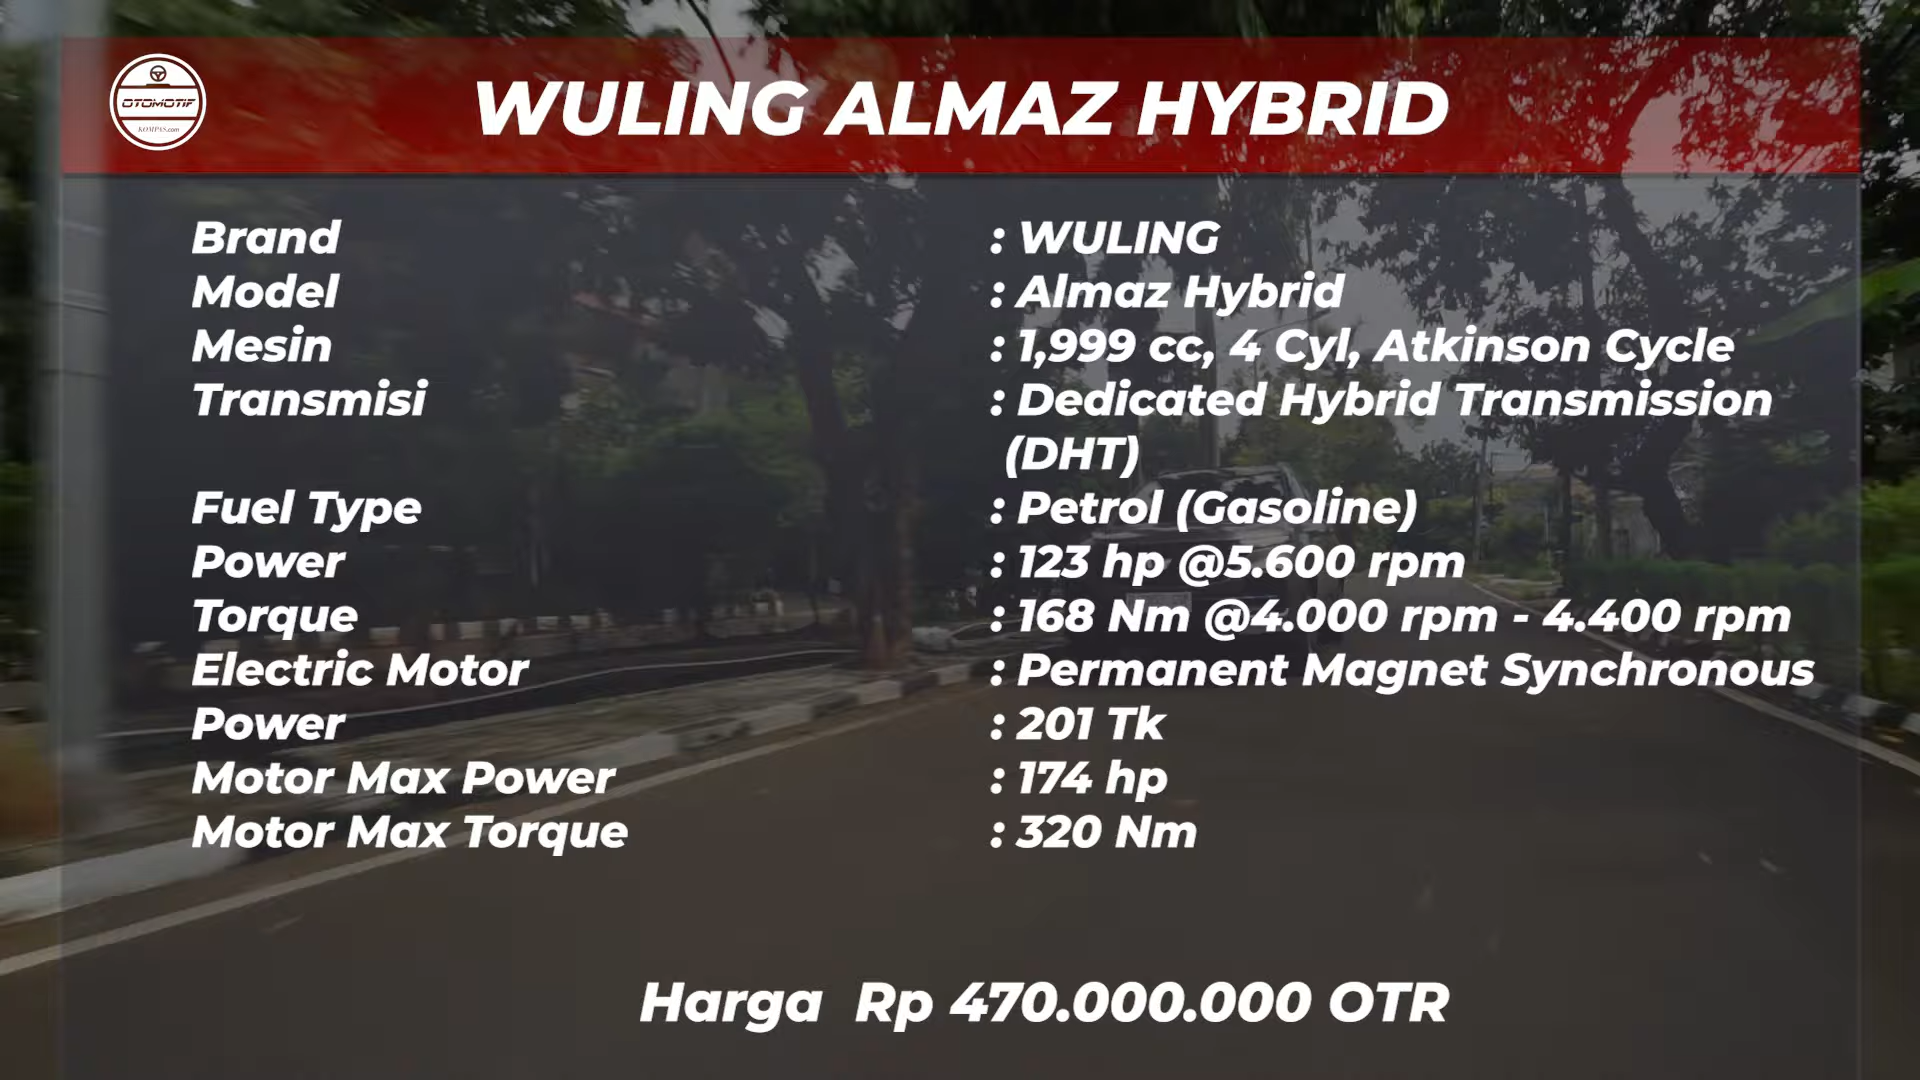 OTOMOTIF
KOMPAS.com
WULING ALMAZ HYBRID
Brand : WULING
Model : Almaz Hybrid
Mesin : 1,999 cc, 4 Cyl, Atkinson Cycle
Transmisi : Dedicated Hybrid Transmission
(DHT)
Fuel Type : Petrol (Gasoline)
Power : 123 hp @5.600 rpm
Torque : 168 Nm @4.000 rpm - 4.400 rpm
Electric Motor : Permanent Magnet Synchronous
Power : 201 Tk
Motor Max Power : 174 hp
Motor Max Torque : 320 Nm
Harga Rp 470.000.000 OTR